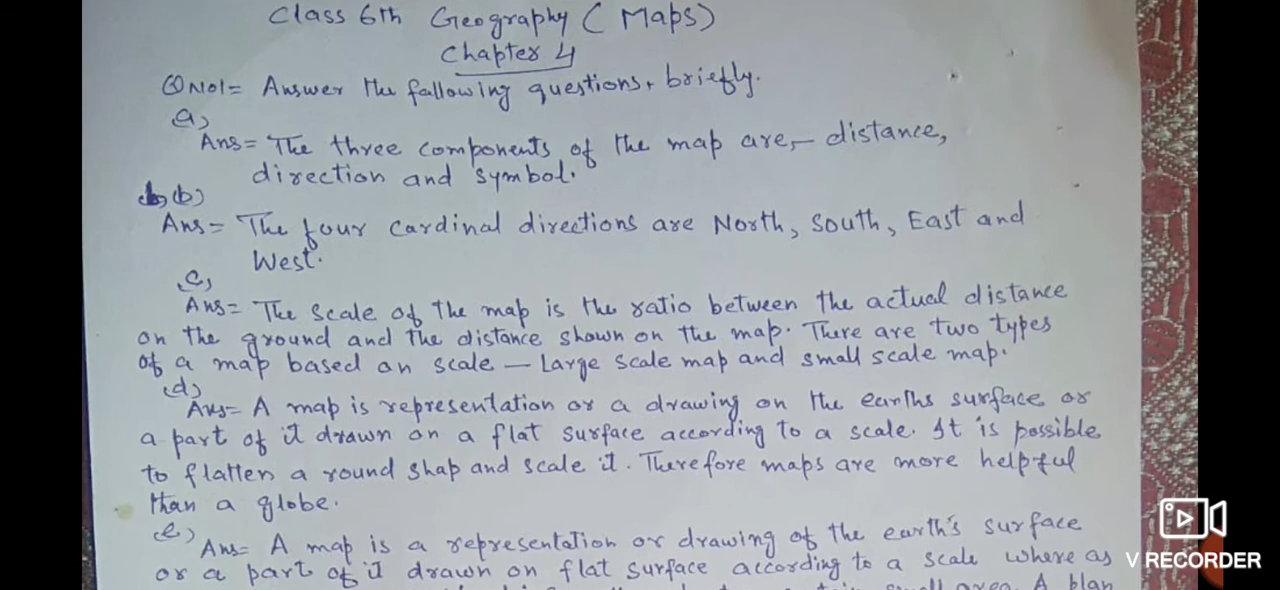 Class 6th Geography ( Maps)
Chapter 4
QNo1= Answer the fallowing questions, briefly.
a,
Ans= The three components of the map are,— distance,
direction and symbol.
(b)
Ans= The four cardinal directions are North, South, East and
West.
c,
Ans= The scale of the map is the ratio between the actual distance
on the ground and the distance shown on the map. There are two types
of a map based an scale — Large scale map and small scale map.
(d)
Ans= A map is representation or a drawing on the earths surface or
a part of it drawn on a flat surface according to a scale. It is possible
to flatten a round shap and scale it. Therefore maps are more helpful
than a globe.
(e)
Ans= A map is a representation or drawing of the earth's surface
or a part of it drawn on flat surface according to a scale where as
small area. A plan
V RECORDER